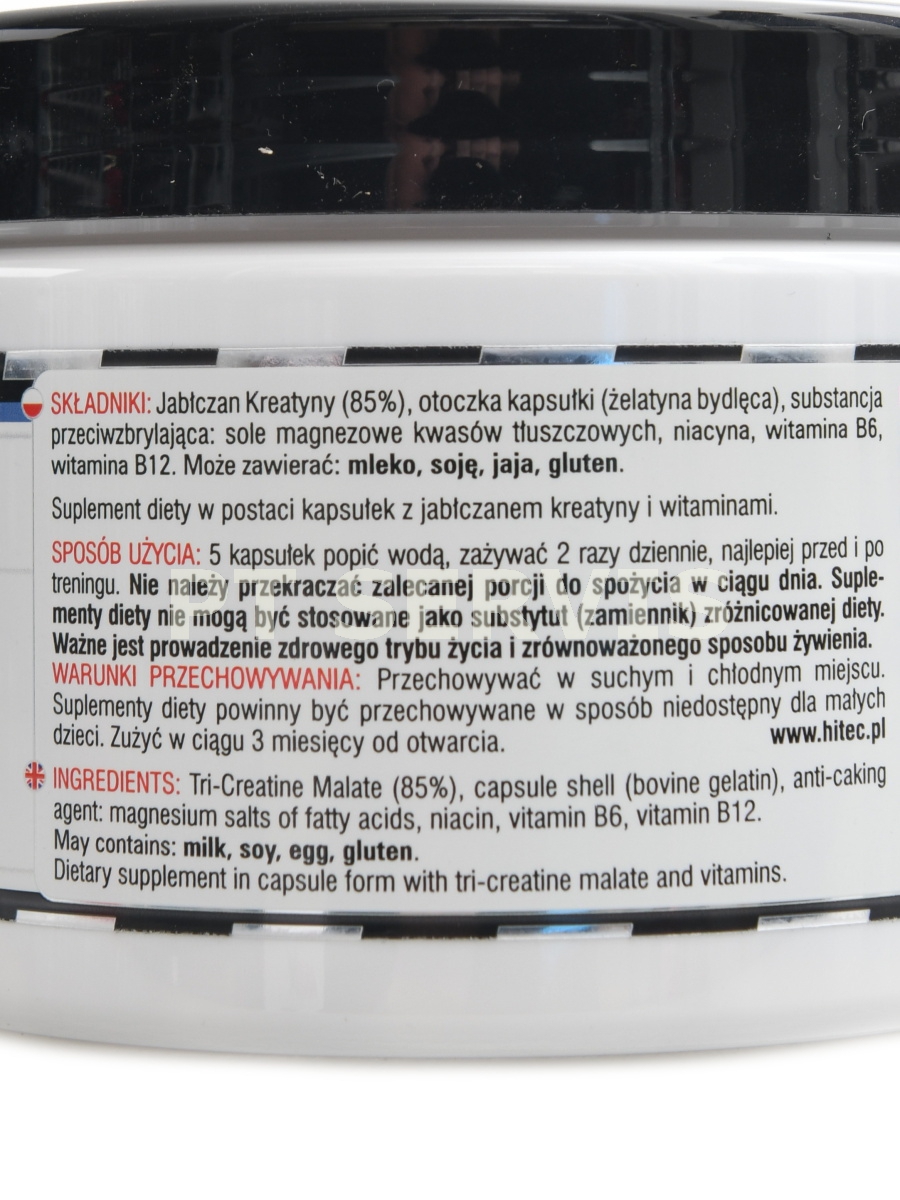 SKŁADNIKI: Jabłczan Kreatyny (85%), otoczka kapsułki (żelatyna bydlęca), substancja
przeciwzbrylająca: sole magnezowe kwasów tłuszczowych, niacyna, witamina B6,
witamina B12. Może zawierać: mleko, soję, jaja, gluten.
Suplement diety w postaci kapsułek z jabłczanem kreatyny i witaminami.
SPOSÓB UŻYCIA: 5 kapsułek popić wodą, zażywać 2 razy dziennie, najlepiej przed i po
treningu. Nie należy przekraczać zalecanej porcji do spożycia w ciągu dnia. Suple-
menty diety nie mogą być stosowane jako substytut (zamiennik) zróżnicowanej diety.
Ważne jest prowadzenie zdrowego trybu życia i zrównoważonego sposobu żywienia.
WARUNKI PRZECHOWYWANIA: Przechowywać w suchym i chłodnym miejscu.
Suplementy diety powinny być przechowywane w sposób niedostępny dla małych
dzieci. Zużyć w ciągu 3 miesięcy od otwarcia.
www.hitec.pl
INGREDIENTS: Tri-Creatine Malate (85%), capsule shell (bovine gelatin), anti-caking
agent: magnesium salts of fatty acids, niacin, vitamin B6, vitamin B12.
May contains: milk, soy, egg, gluten.
Dietary supplement in capsule form with tri-creatine malate and vitamins.
PT SERVIS